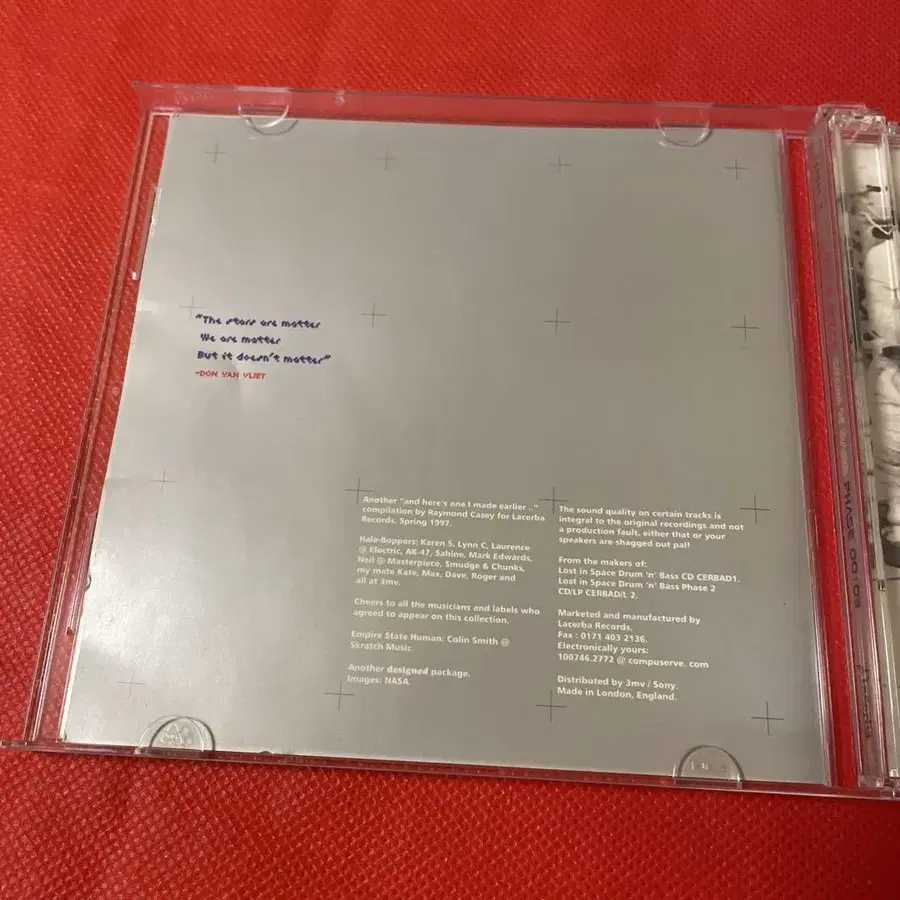 "The stars are matter
We are matter
But it doesn't matter"
-DON VAN VLIET
Another "and here's one I made earlier .."
compilation by Raymond Casey for Lacerba
Records, Spring 1997.
Hale-Boppers; Karen S, Lynn C, Laurence
@ Electric, AK-47, Sabine, Mark Edwards,
Neil @ Masterpiece, Smudge & Chunks,
my mate Kate, Max, Dave, Roger and
all at 3mv.
Cheers to all the musicians and labels who
agreed to appear on this collection.
Empire State Human: Colin Smith @
Skratch Music.
Another designed package.
Images: NASA.
The sound quality on certain tracks is
integral to the original recordings and not
a production fault, either that or your
speakers are shagged out pal!
From the makers of:
Lost in Space Drum 'n' Bass CD CERBAD1.
Lost in Space Drum 'n' Bass Phase 2
CD/LP CERBAD/L 2.
Marketed and manufactured by
Lacerba Records.
Fax : 0171 403 2136.
Electronically yours:
100746.2772 @ compuserve. com
Distributed by 3mv / Sony.
Made in London, England.
PHASE 00:03